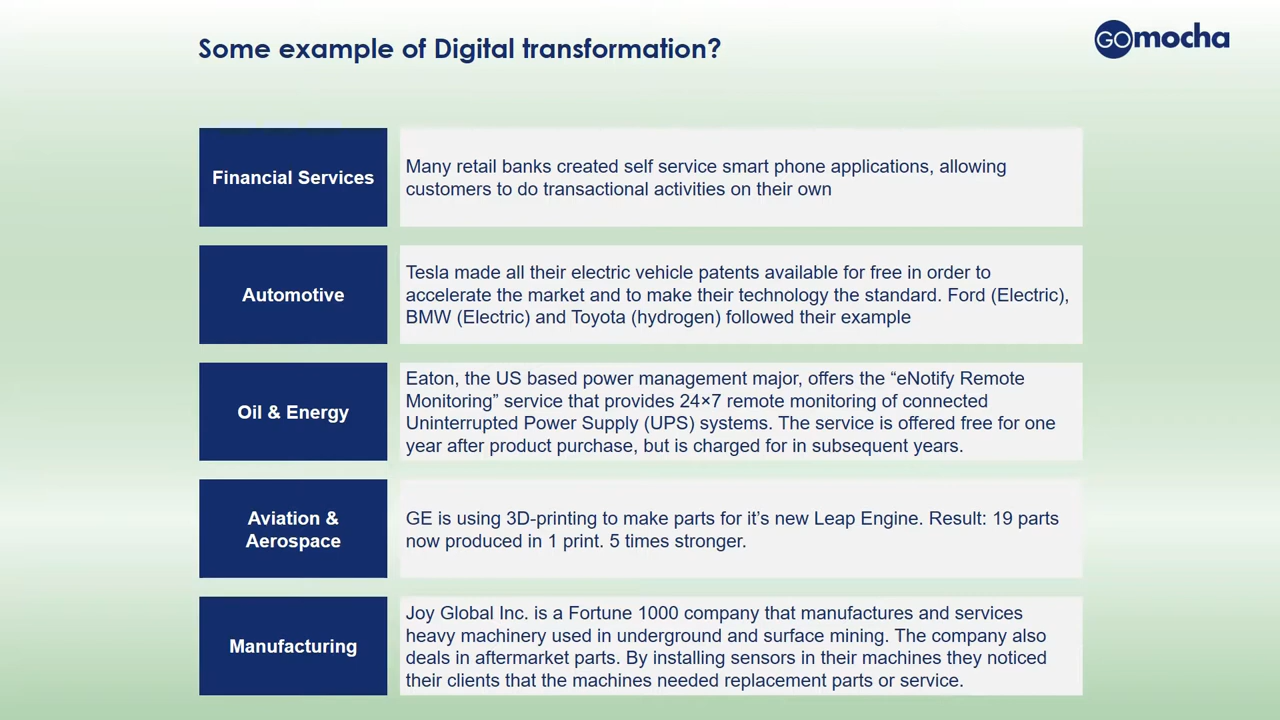 Some example of Digital transformation?
GOmocha
Financial Services
Many retail banks created self service smart phone applications, allowing
customers to do transactional activities on their own
Automotive
Tesla made all their electric vehicle patents available for free in order to
accelerate the market and to make their technology the standard. Ford (Electric),
BMW (Electric) and Toyota (hydrogen) followed their example
Oil & Energy
Eaton, the US based power management major, offers the “eNotify Remote
Monitoring” service that provides 24×7 remote monitoring of connected
Uninterrupted Power Supply (UPS) systems. The service is offered free for one
year after product purchase, but is charged for in subsequent years.
Aviation &
Aerospace
GE is using 3D-printing to make parts for it’s new Leap Engine. Result: 19 parts
now produced in 1 print. 5 times stronger.
Manufacturing
Joy Global Inc. is a Fortune 1000 company that manufactures and services
heavy machinery used in underground and surface mining. The company also
deals in aftermarket parts. By installing sensors in their machines they noticed
their clients that the machines needed replacement parts or service.